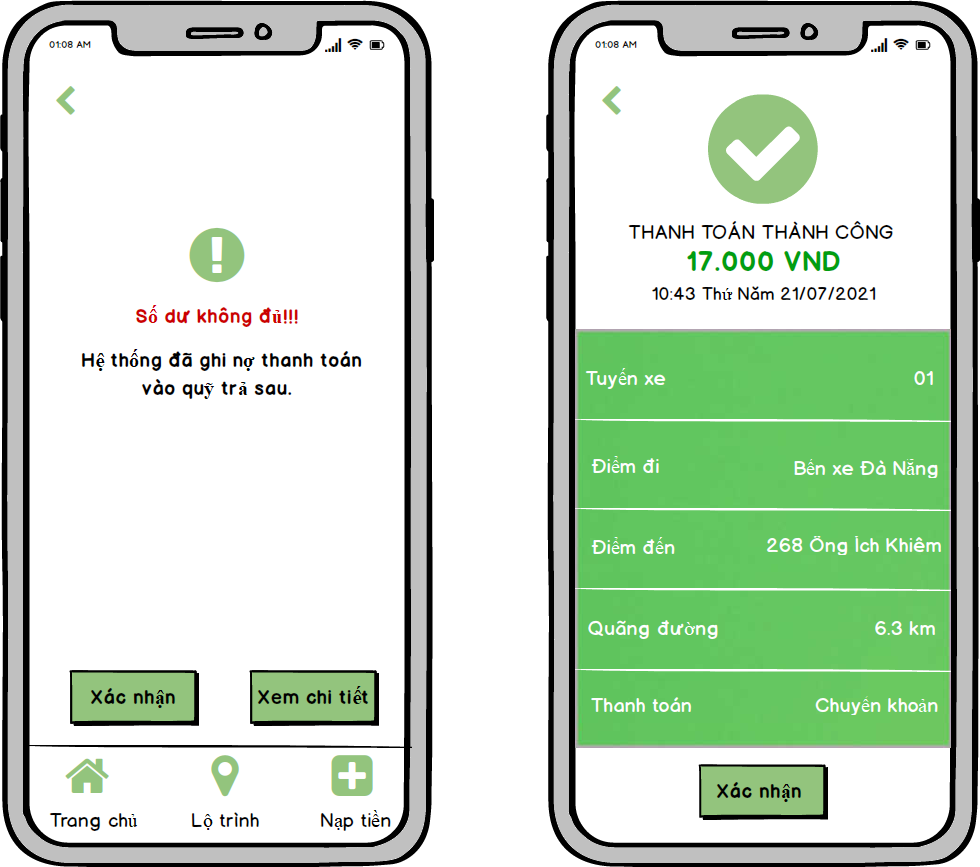 01:08 AM
Số dư không đủ!!!
Hệ thống đã ghi nợ thanh toán
vào quỹ trả sau.
Xác nhận
Xem chi tiết
Trang chủ
Lộ trình
Nạp tiền
01:08 AM
THANH TOÁN THÀNH CÔNG
17.000 VND
10:43 Thứ Năm 21/07/2021
Tuyến xe 01
Điểm đi Bến xe Đà Nẵng
Điểm đến 268 Ông Ích Khiêm
Quãng đường 6.3 km
Thanh toán Chuyển khoản
Xác nhận